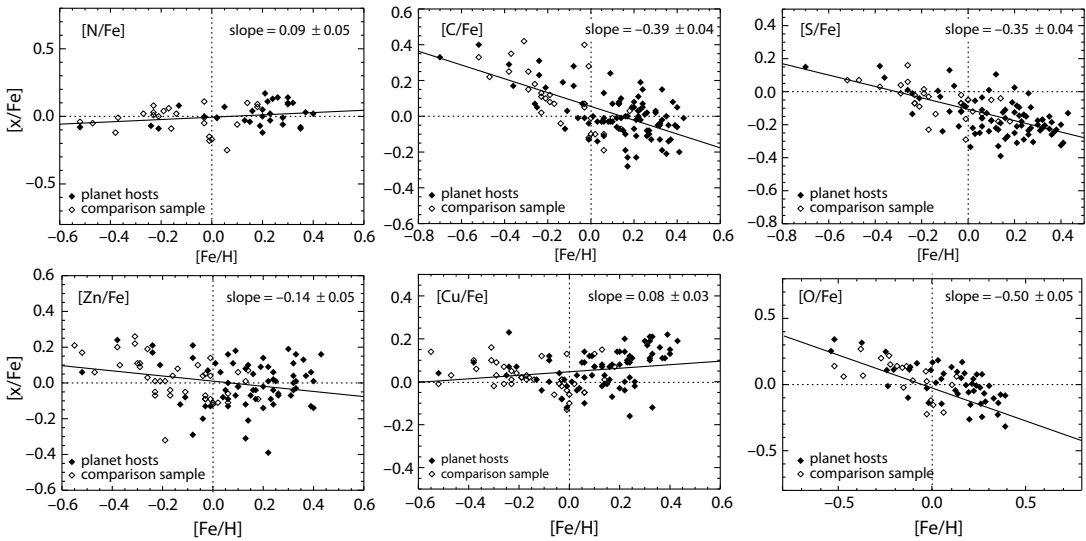 [N/Fe] slope = 0.09 ±0.05
0.5
0.0
−0.5
[x/Fe]
planet hosts
comparison sample
−0.6 −0.4 −0.2 0.0 0.2 0.4 0.6
[Fe/H]
[C/Fe] slope = −0.39 ±0.04
0.6
0.4
0.2
0.0
−0.2
−0.4
−0.6
planet hosts
comparison sample
−0.8 −0.6 −0.4 −0.2 0.0 0.2 0.4 0.6
[Fe/H]
[S/Fe] slope = −0.35 ±0.04
0.4
0.2
0.0
−0.2
−0.4
−0.6
−0.8
planet hosts
comparison sample
−0.8 −0.6 −0.4 −0.2 0.0 0.2 0.4
[Fe/H]
[Zn/Fe] slope = −0.14 ±0.05
0.6
0.4
0.2
0.0
−0.2
−0.4
−0.6
[x/Fe]
planet hosts
comparison sample
−0.6 −0.4 −0.2 0.0 0.2 0.4 0.6
[Fe/H]
[Cu/Fe] slope = 0.08 ±0.03
0.4
0.2
0.0
−0.2
−0.4
planet hosts
comparison sample
−0.6 −0.4 −0.2 0.0 0.2 0.4 0.6
[Fe/H]
[O/Fe] slope = −0.50 ±0.05
0.5
0.0
−0.5
planet hosts
comparison sample
−0.5 0.0 0.5
[Fe/H]